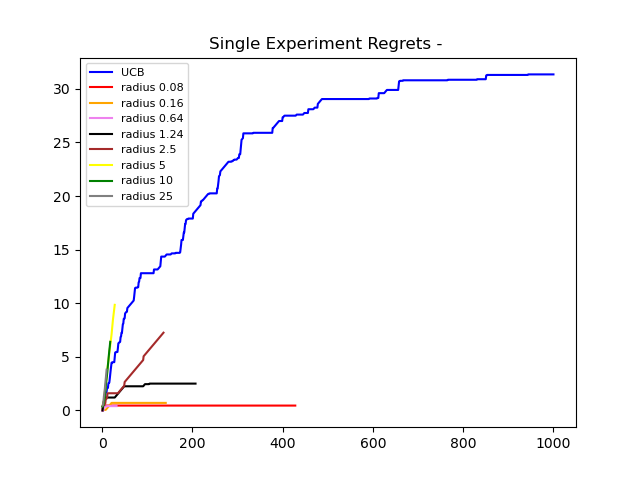 Single Experiment Regrets -
UCB
radius 0.08
radius 0.16
radius 0.64
radius 1.24
radius 2.5
radius 5
radius 10
radius 25
30
25
20
15
10
5
0
0 200 400 600 800 1000